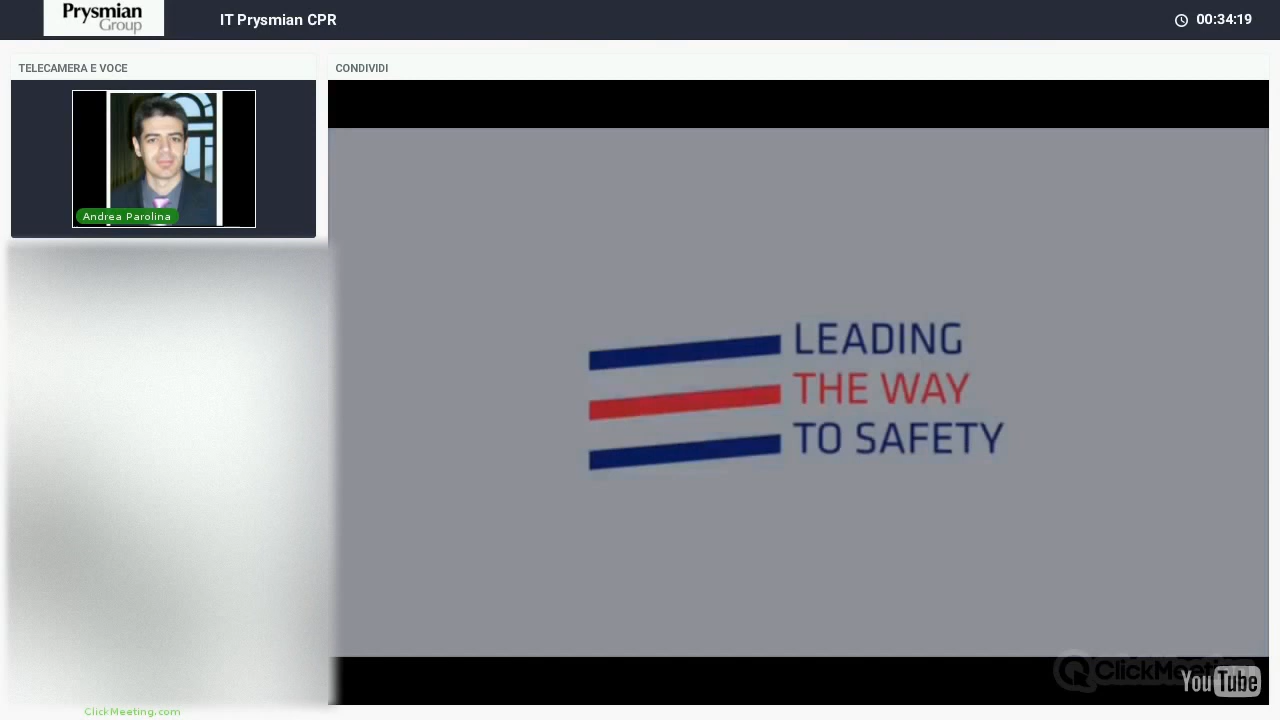 Prysmian
Group
IT Prysmian CPR
00:34:19
TELECAMERA E VOCE
CONDIVIDI
Andrea Parolina
LEADING
THE WAY
TO SAFETY
ClickMeeting
YouTube
ClickMeeting.com